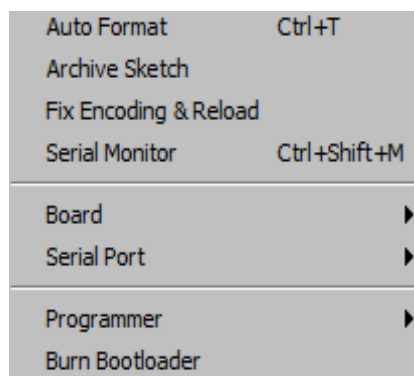 Auto Format Ctrl+T
Archive Sketch
Fix Encoding & Reload
Serial Monitor Ctrl+Shift+M
Board
Serial Port
Programmer
Burn Bootloader